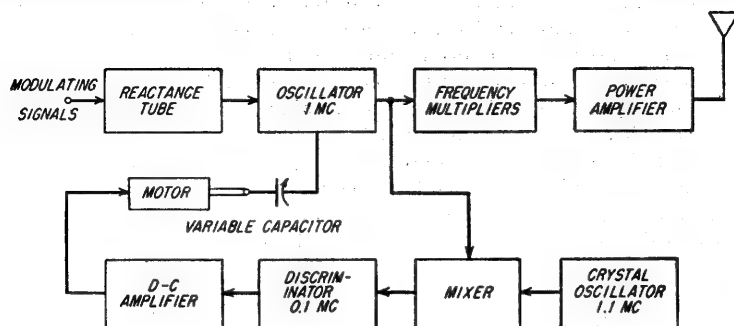 MODULATING
SIGNALS
REACTANCE
TUBE
OSCILLATOR
1 MC
FREQUENCY
MULTIPLIERS
POWER
AMPLIFIER
MOTOR
VARIABLE CAPACITOR
D-C
AMPLIFIER
DISCRIM-
INATOR
0.1 MC
MIXER
CRYSTAL
OSCILLATOR
1.1 MC